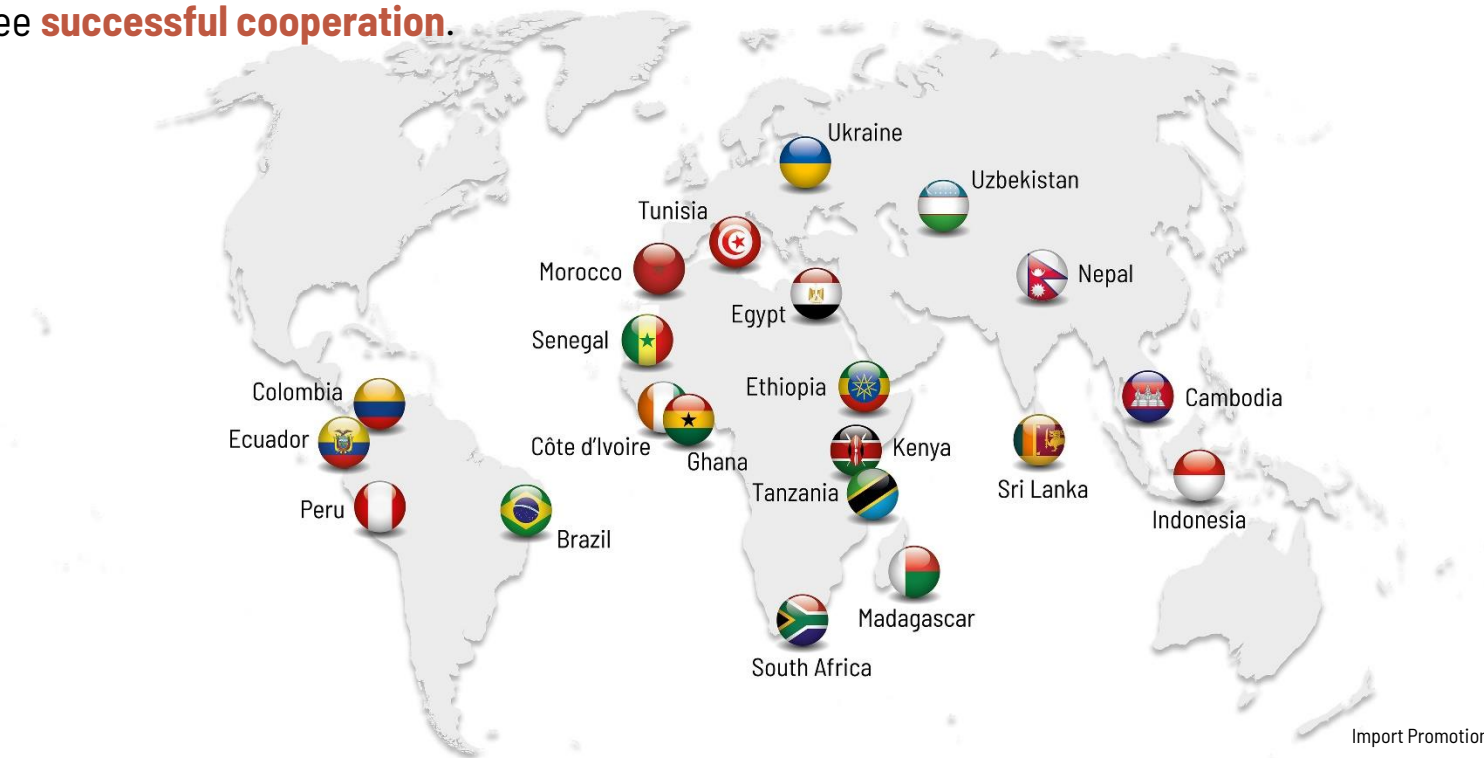 ee successful cooperation.
Ukraine
Uzbekistan
Tunisia
Morocco
Nepal
Egypt
Senegal
Ethiopia
Colombia
Cambodia
Ecuador
Côte d'Ivoire
Kenya
Ghana
Tanzania
Sri Lanka
Peru
Indonesia
Brazil
Madagascar
South Africa
Import Promotion